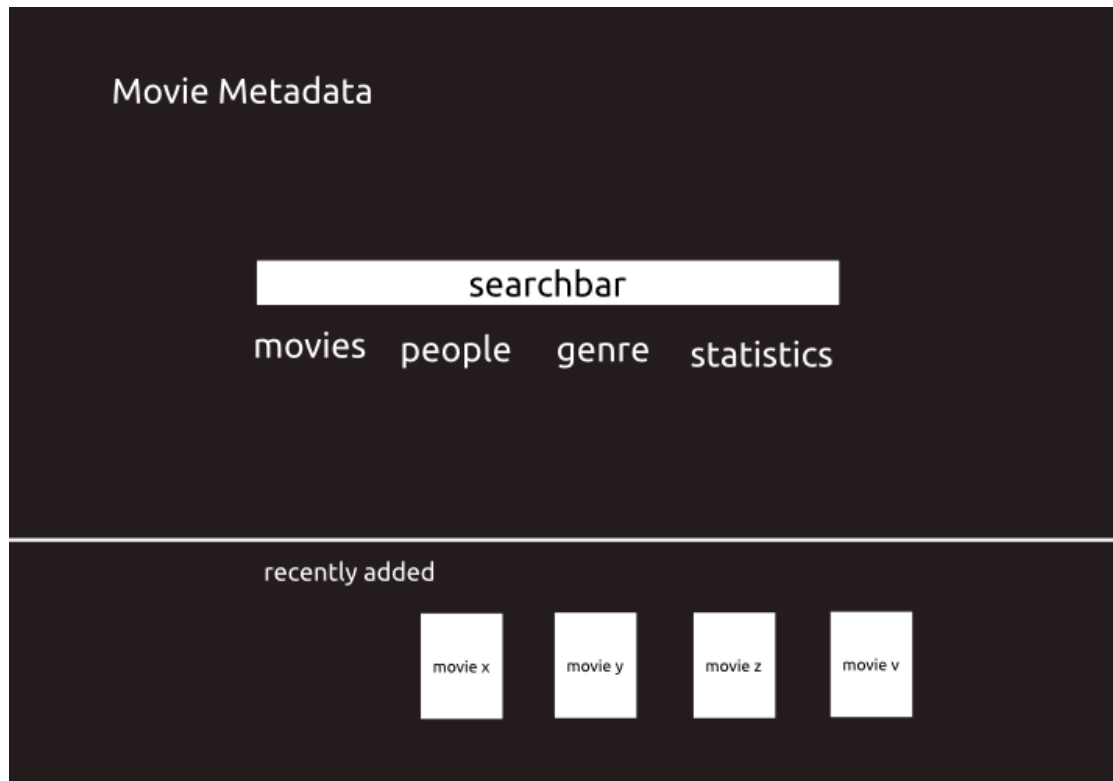 Movie Metadata
searchbar
movies people genre statistics
recently added
movie x movie y movie z movie v